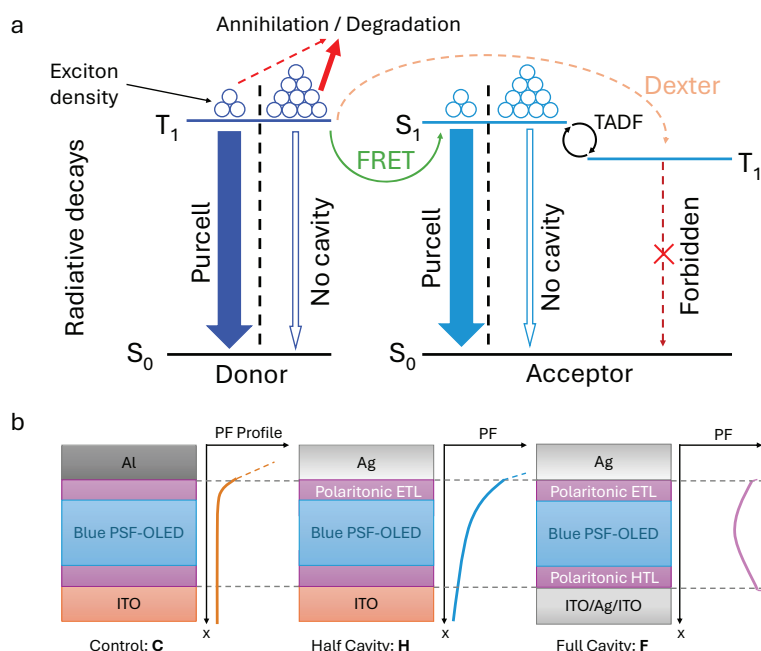 a
Annihilation / Degradation
Exciton
density
T1
S1
Dexter
TADF
FRET
T1
Radiative decays
Purcell
No cavity
Purcell
No cavity
Forbidden
S0
Donor
S0
Acceptor
b
PF Profile
PF
PF
Al
Ag
Ag
Polaritonic ETL
Polaritonic ETL
Blue PSF-OLED
Blue PSF-OLED
Blue PSF-OLED
Polaritonic HTL
ITO
ITO
ITO/Ag/ITO
x
x
x
Control: C
Half Cavity: H
Full Cavity: F